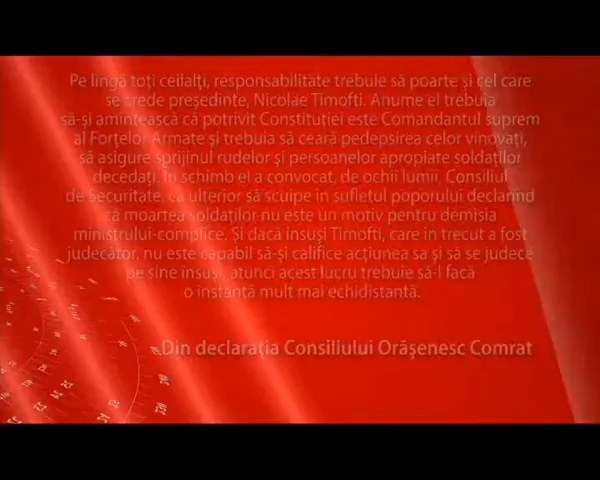 Pe lîngă toți ceilalți, responsabilitate trebuie să poarte și cel care
se crede președinte, Nicolae Timofti. Anume el trebuia
să-și amintească că potrivit Constituției este Comandantul suprem
al Forțelor Armate și trebuia să ceară pedepsirea celor vinovați,
să asigure sprijinul rudelor și persoanelor apropiate soldaților
decedați. În schimb el a convocat, de ochii lumii, Consiliul
de Securitate, ca ulterior să scuipe în sufletul poporului declarînd
că moartea soldaților nu este un motiv pentru demisia
ministrului-complice. Și dacă însuși Timofti, care în trecut a fost
judecător, nu este capabil să-și califice acțiunea sa și să se judece
pe sine însuși, atunci acest lucru trebuie să-l facă
o instanță mult mai echidistantă.
Din declarația Consiliului Orășenesc Comrat